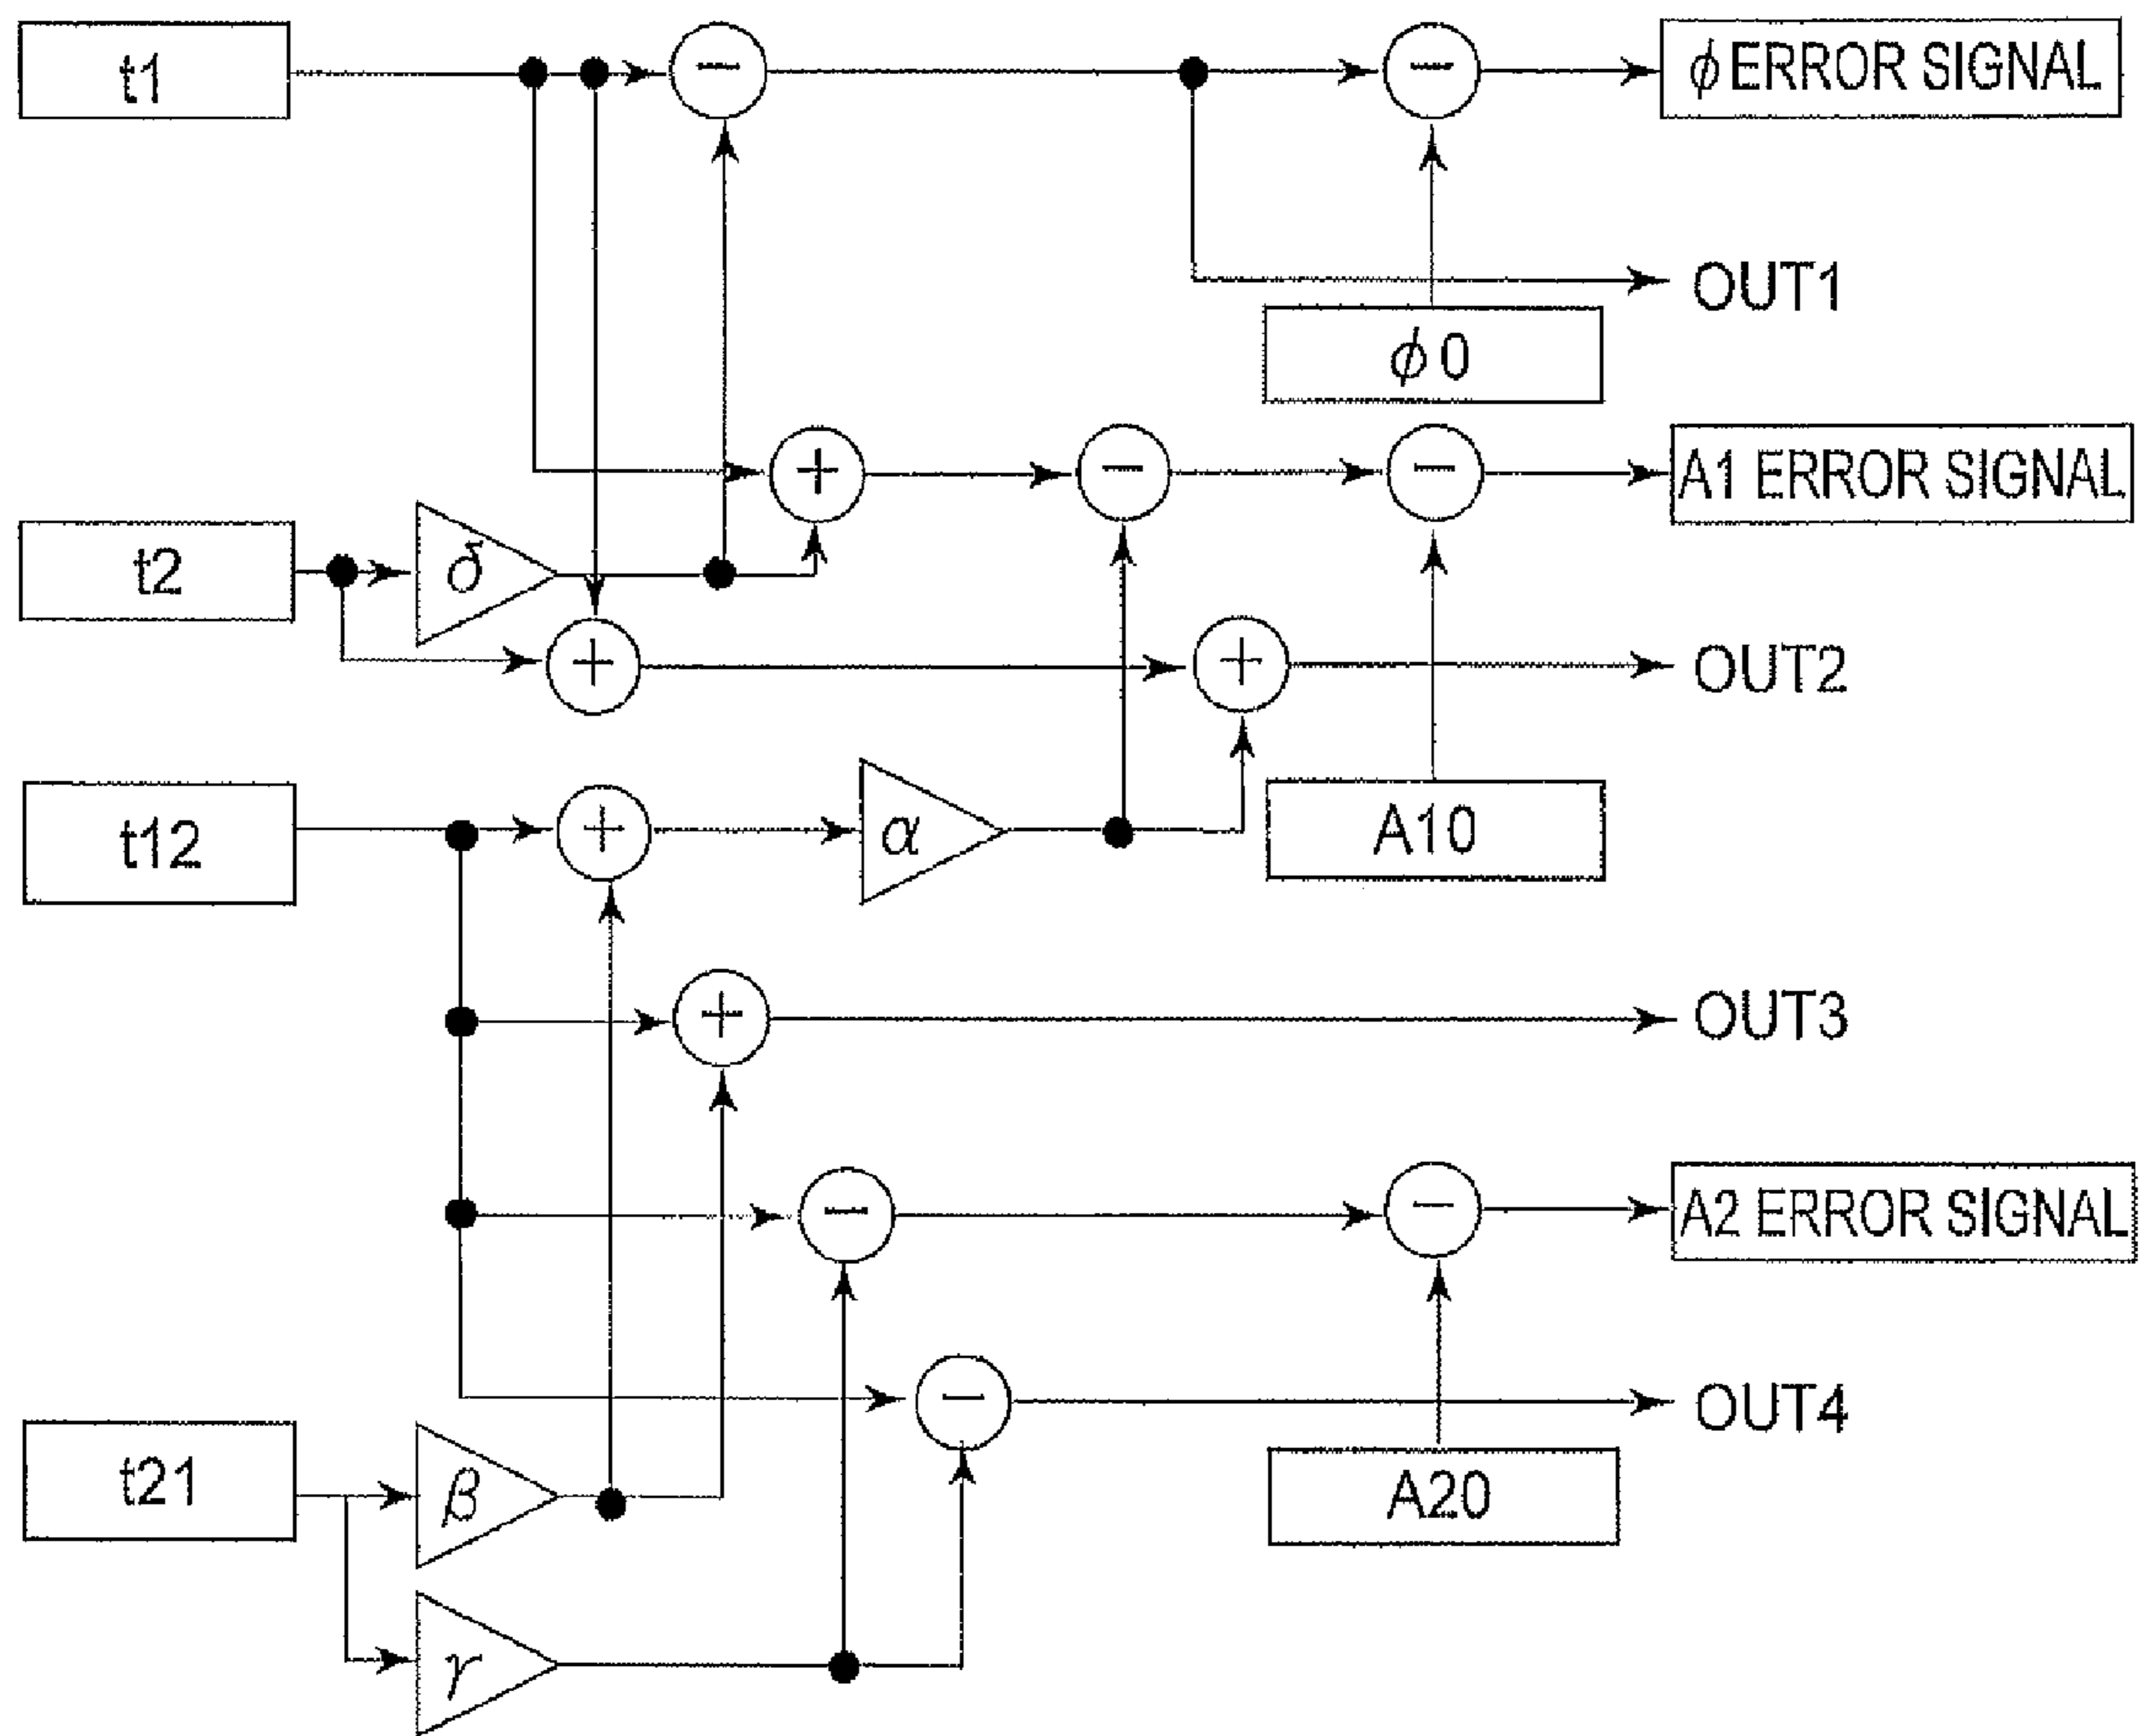 t1
−
−
ϕ ERROR SIGNAL
OUT1
ϕ0
+
−
−
A1 ERROR SIGNAL
t2
δ
+
+
OUT2
t12
+
α
A10
+
OUT3
−
−
A2 ERROR SIGNAL
−
OUT4
t21
β
A20
γ